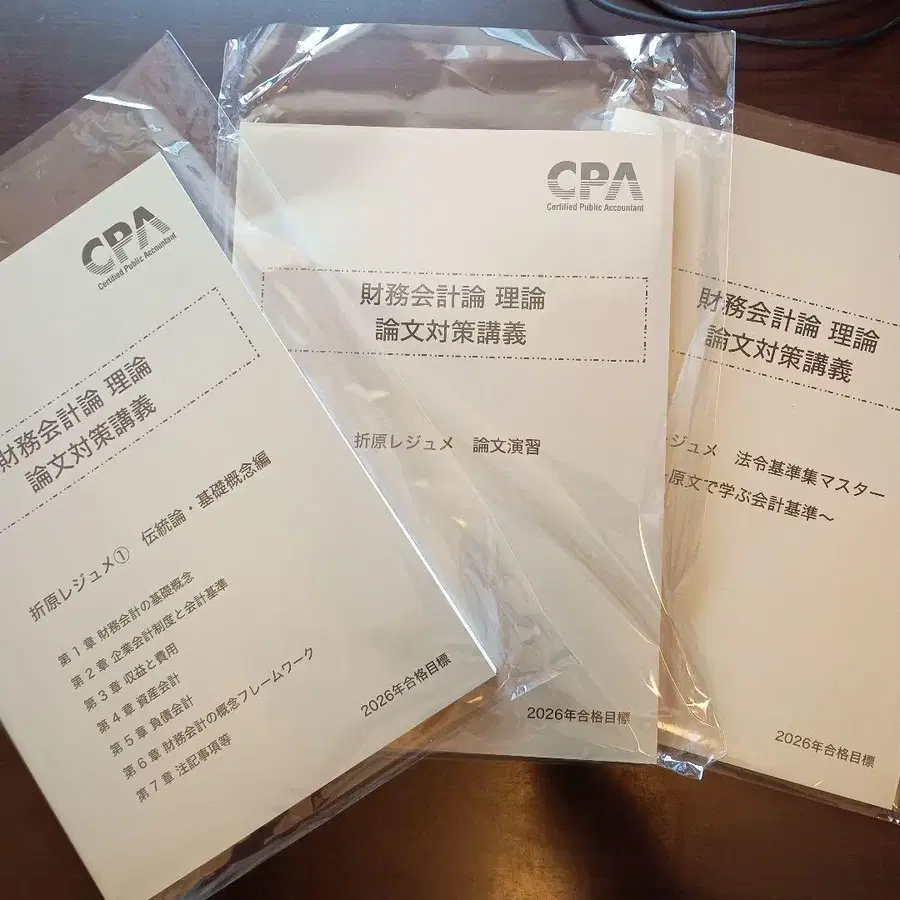 CPA
Certified Public Accountant
財務会計論 理論
論文対策講義
折原レジュメ① 伝統論・基礎概念編
第1章 財務会計の基礎概念
第2章 企業会計制度と会計基準
第3章 収益と費用
第4章 資産会計
第5章 負債会計
第6章 財務会計の概念フレームワーク
第7章 注記事項等
2026年合格目標
CPA
Certified Public Accountant
財務会計論 理論
論文対策講義
折原レジュメ 論文演習
2026年合格目標
財務会計論 理論
論文対策講義
ジュメ 法令基準集マスター
原文で学ぶ会計基準～
2026年合格目標